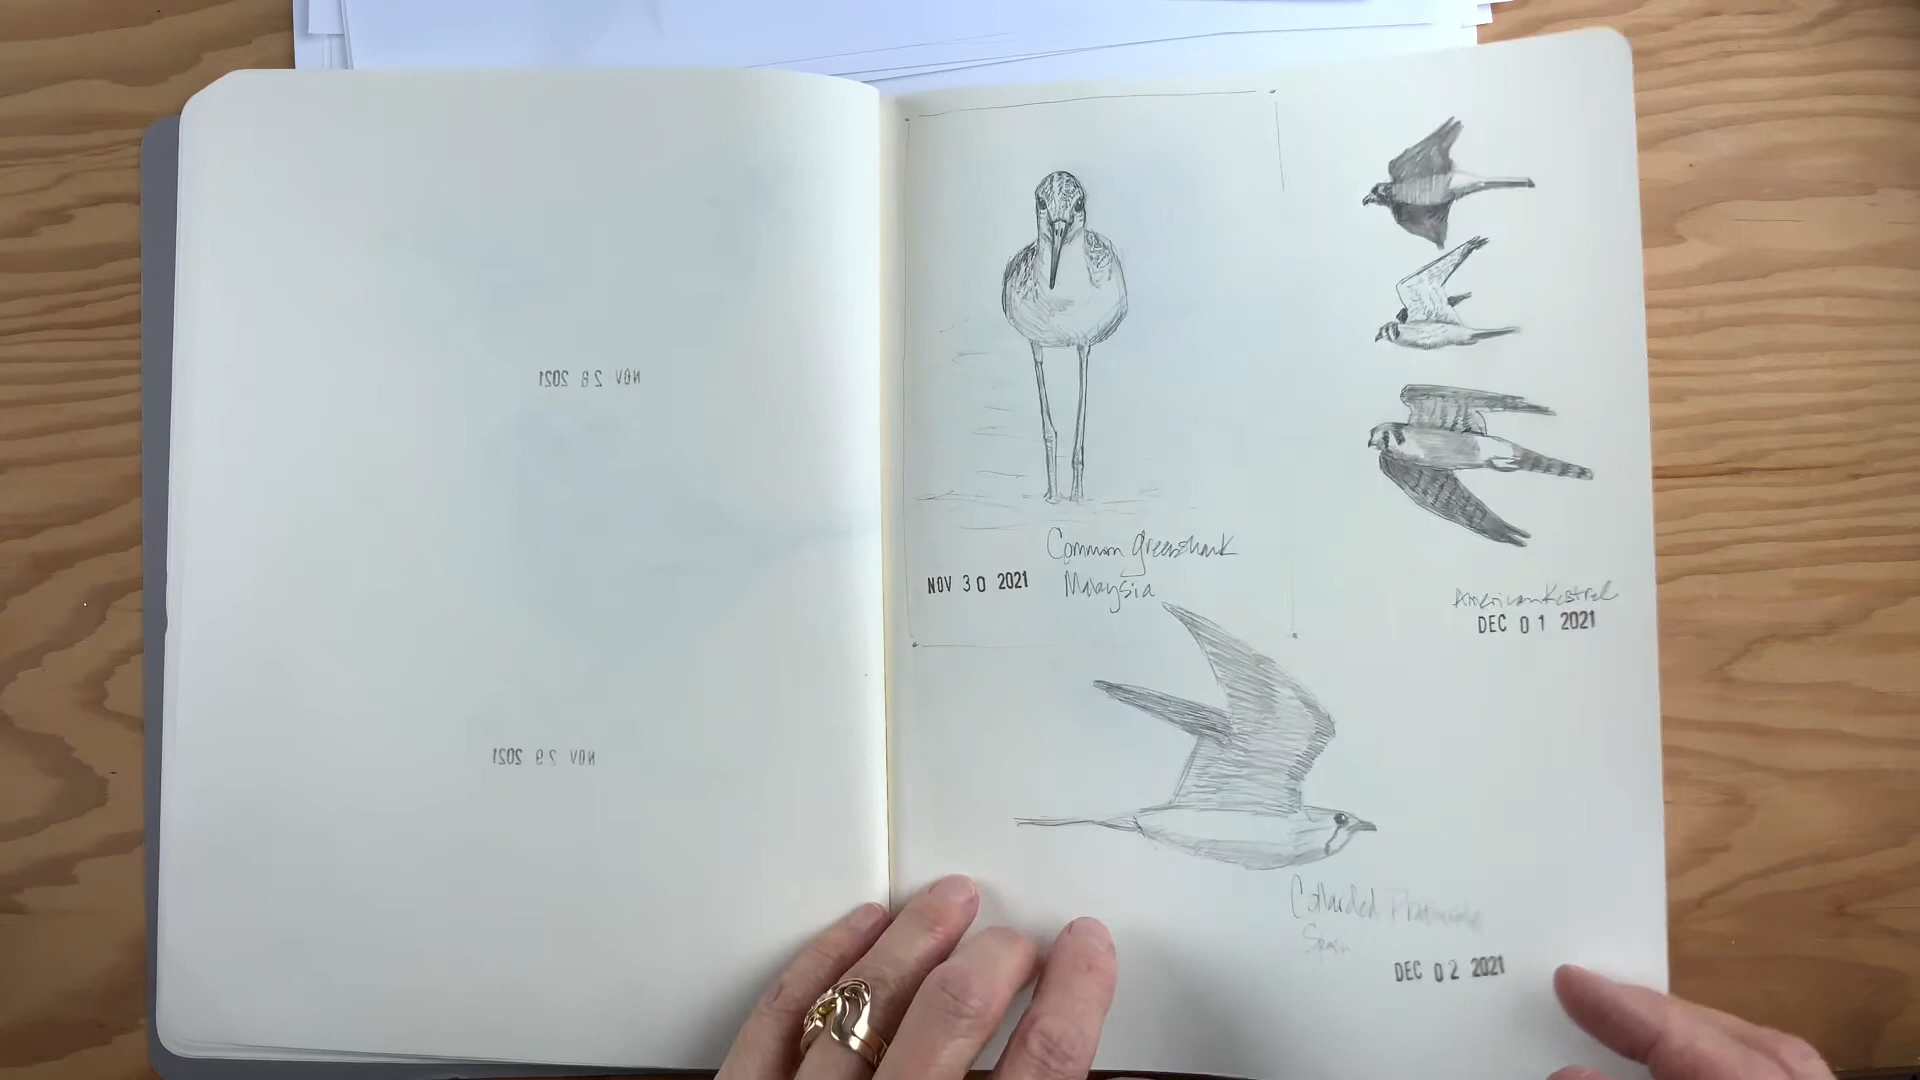 NOV 28 2021
NOV 29 2021
Common greenshank
Malaysia
NOV 30 2021
American Kestrel
DEC 01 2021
Collarded Pratincole
Spain
DEC 02 2021